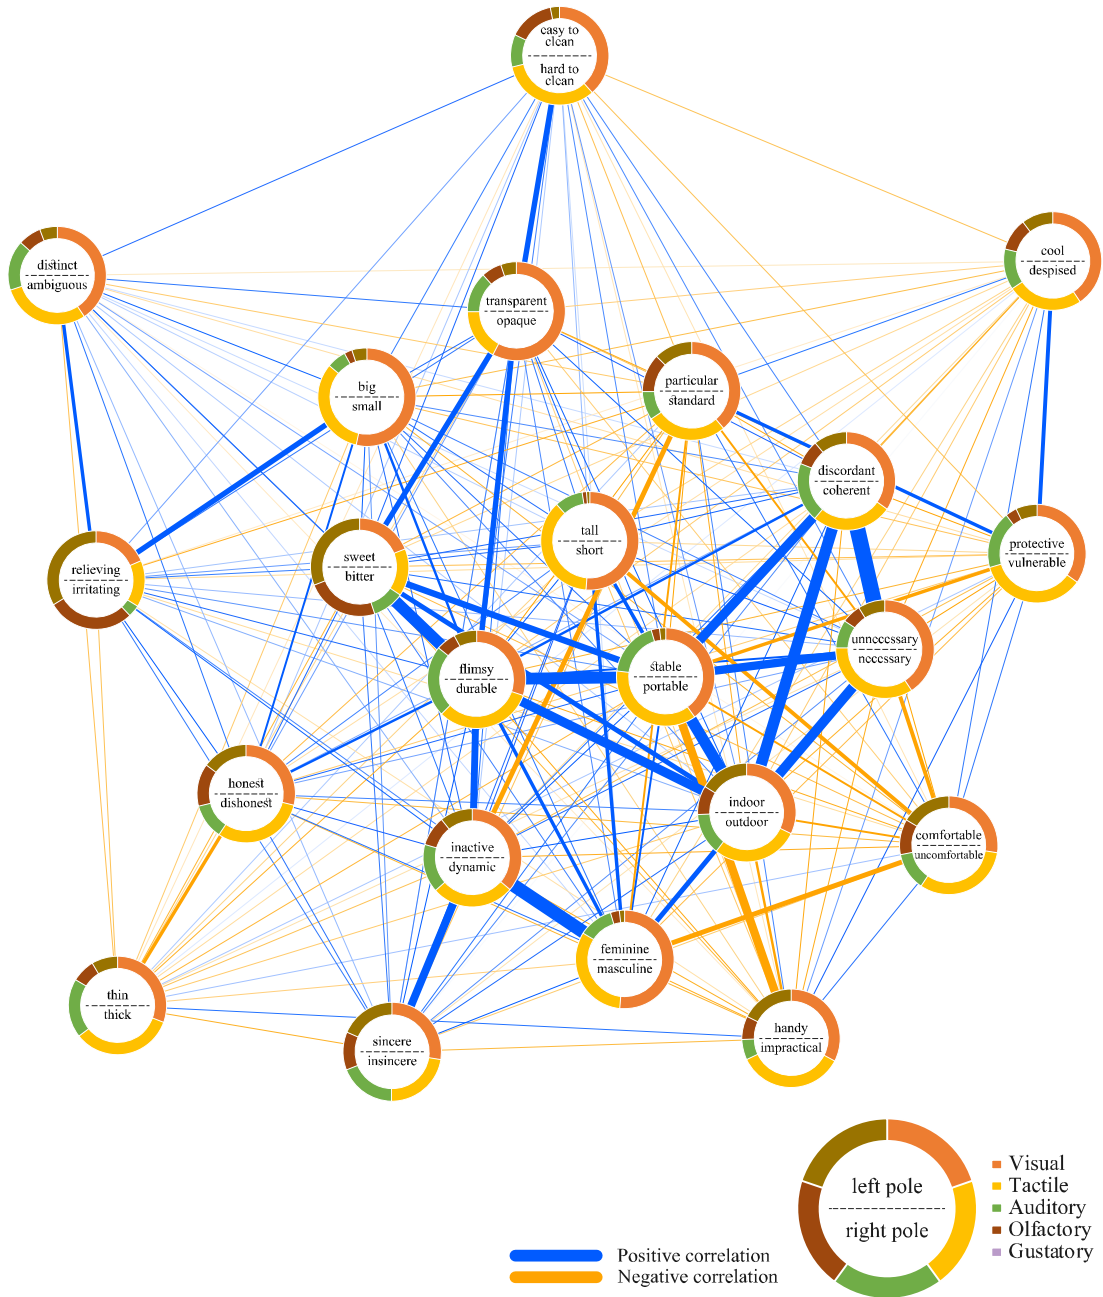 easy to
clean
hard to
clean
distinct
ambiguous
cool
despised
transparent
opaque
big
small
particular
standard
discordant
coherent
tall
short
protective
vulnerable
relieving
irritating
sweet
bitter
unnecessary
necessary
flimsy
durable
stable
portable
honest
dishonest
indoor
outdoor
comfortable
uncomfortable
inactive
dynamic
feminine
masculine
thin
thick
sincere
insincere
handy
impractical
left pole
right pole
Visual
Tactile
Auditory
Olfactory
Gustatory
Positive correlation
Negative correlation